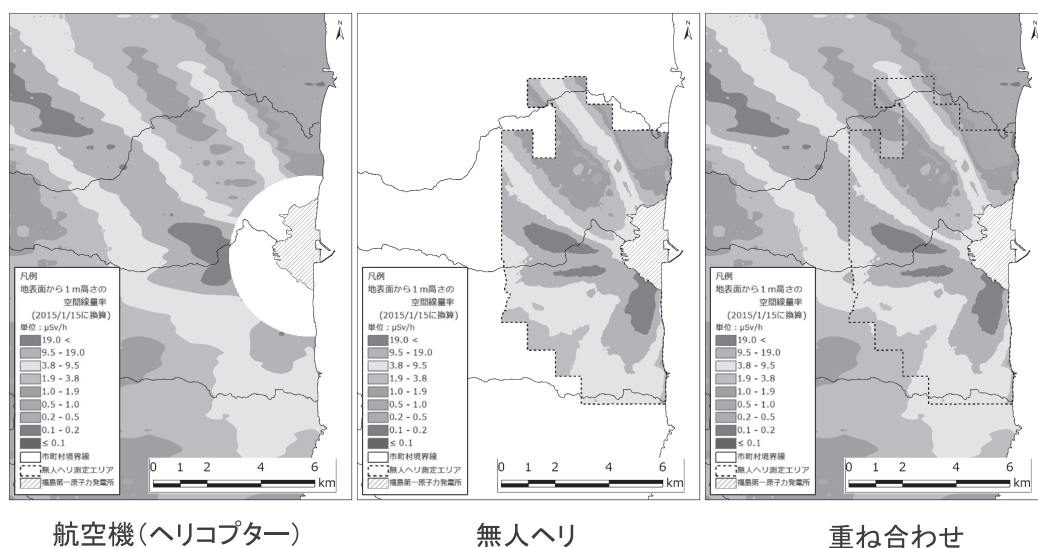 N
凡例
地表面から1m高さの
空間線量率
(2015/1/15に換算)
単位:μSv/h
19.0 <
9.5 - 19.0
3.8 - 9.5
1.9 - 3.8
1.0 - 1.9
0.5 - 1.0
0.2 - 0.5
0.1 - 0.2
≤ 0.1
市町村境界線
無人ヘリ測定エリア
福島第一原子力発電所
0 1 2 4 6
km
航空機(ヘリコプター)
N
凡例
地表面から1m高さの
空間線量率
(2015/1/15に換算)
単位:μSv/h
19.0 <
9.5 - 19.0
3.8 - 9.5
1.9 - 3.8
1.0 - 1.9
0.5 - 1.0
0.2 - 0.5
0.1 - 0.2
≤ 0.1
市町村境界線
無人ヘリ測定エリア
福島第一原子力発電所
0 1 2 4 6
km
無人ヘリ
N
凡例
地表面から1m高さの
空間線量率
(2015/1/15に換算)
単位:μSv/h
19.0 <
9.5 - 19.0
3.8 - 9.5
1.9 - 3.8
1.0 - 1.9
0.5 - 1.0
0.2 - 0.5
0.1 - 0.2
≤ 0.1
市町村境界線
無人ヘリ測定エリア
福島第一原子力発電所
0 1 2 4 6
km
重ね合わせ